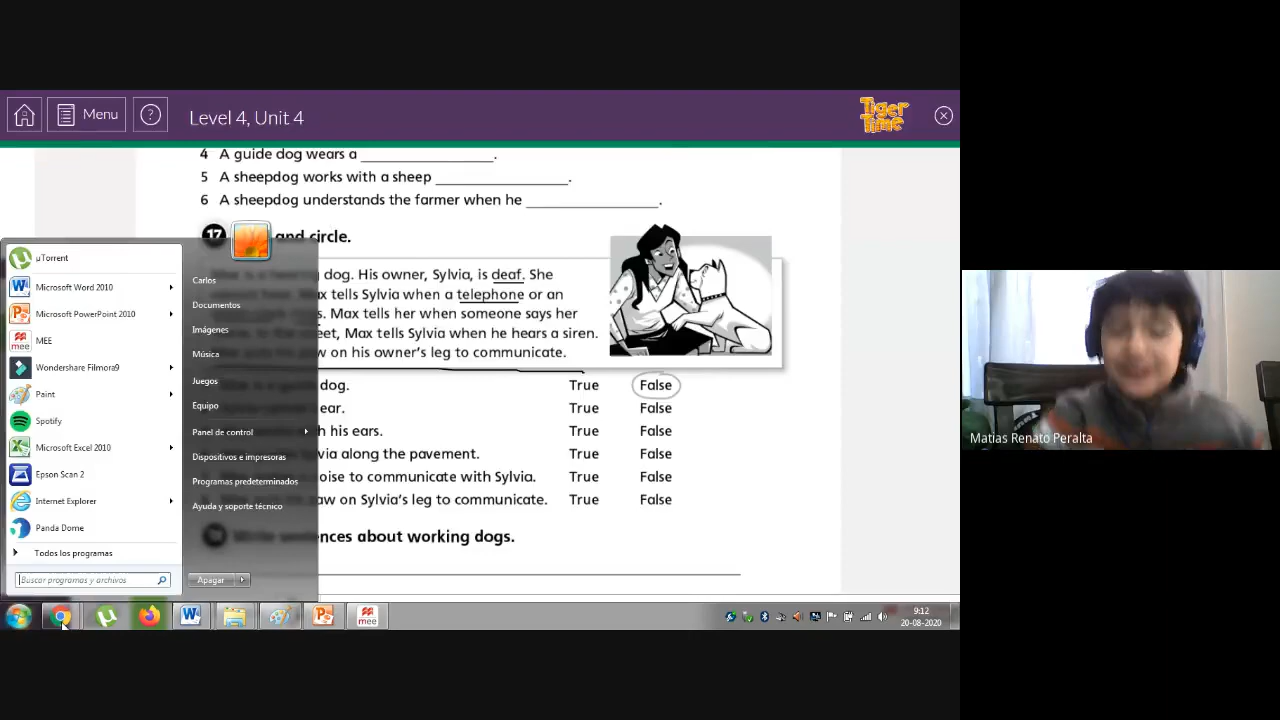 Menu
?
Level 4, Unit 4
Tiger Time
4 A guide dog wears a ____________.
5 A sheepdog works with a sheep ____________.
6 A sheepdog understands the farmer when he ____________.
17 and circle.
dog. His owner, Sylvia, is deaf. She
Max tells Sylvia when a telephone or an
Max tells her when someone says her
Max tells Sylvia when he hears a siren.
on his owner's leg to communicate.
dog. True False
ear. True False
his ears. True False
along the pavement. True False
to communicate with Sylvia. True False
on Sylvia's leg to communicate. True False
Write sentences about working dogs.
µTorrent
Microsoft Word 2010
Microsoft PowerPoint 2010
MEE
Wondershare Filmora9
Paint
Spotify
Microsoft Excel 2010
Epson Scan 2
Internet Explorer
Panda Dome
Todos los programas
Buscar programas y archivos
Carlos
Documentos
Imágenes
Música
Juegos
Equipo
Panel de control
Dispositivos e impresoras
Programas predeterminados
Ayuda y soporte técnico
Apagar
mee
9:12
20-08-2020
Matias Renato Peralta